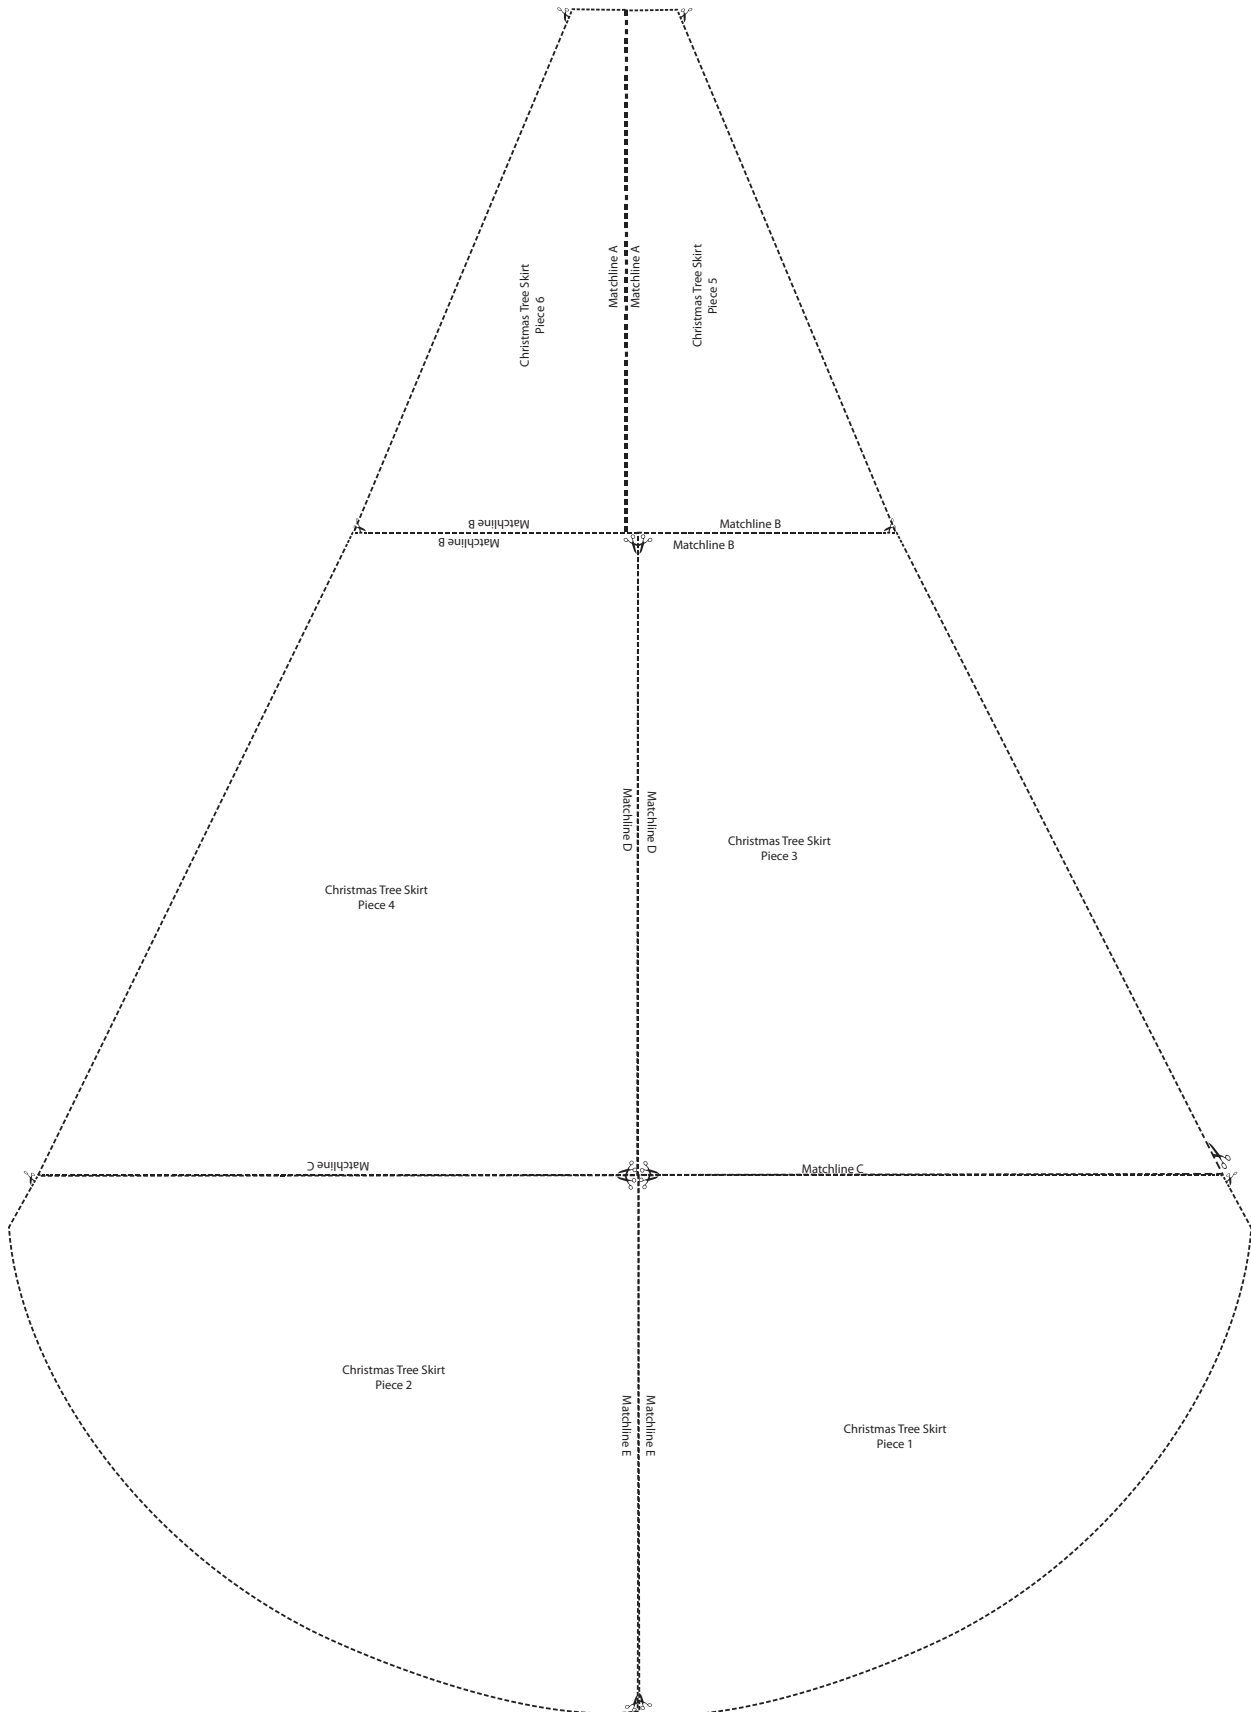 Christmas Tree Skirt
Piece 6
Matchline A
Matchline A
Christmas Tree Skirt
Piece 5
Matchline B
Matchline B
Matchline B
Matchline B
Matchline D
Matchline D
Christmas Tree Skirt
Piece 3
Christmas Tree Skirt
Piece 4
Matchline C
Matchline C
Christmas Tree Skirt
Piece 2
Matchline E
Matchline E
Christmas Tree Skirt
Piece 1